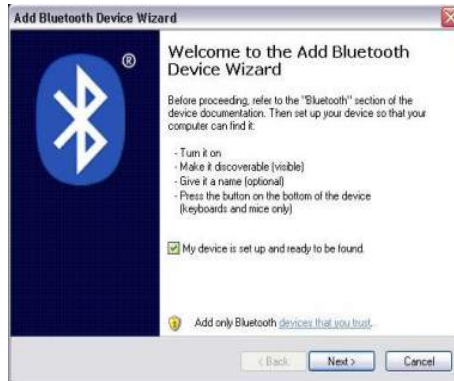 Add Bluetooth Device Wizard
®
Welcome to the Add Bluetooth
Device Wizard
Before proceeding, refer to the "Bluetooth" section of the
device documentation. Then set up your device so that your
computer can find it:
- Turn it on
- Make it discoverable (visible)
- Give it a name (optional)
- Press the button on the bottom of the device
(keyboards and mice only)
My device is set up and ready to be found.
Add only Bluetooth devices that you trust.
< Back Next > Cancel